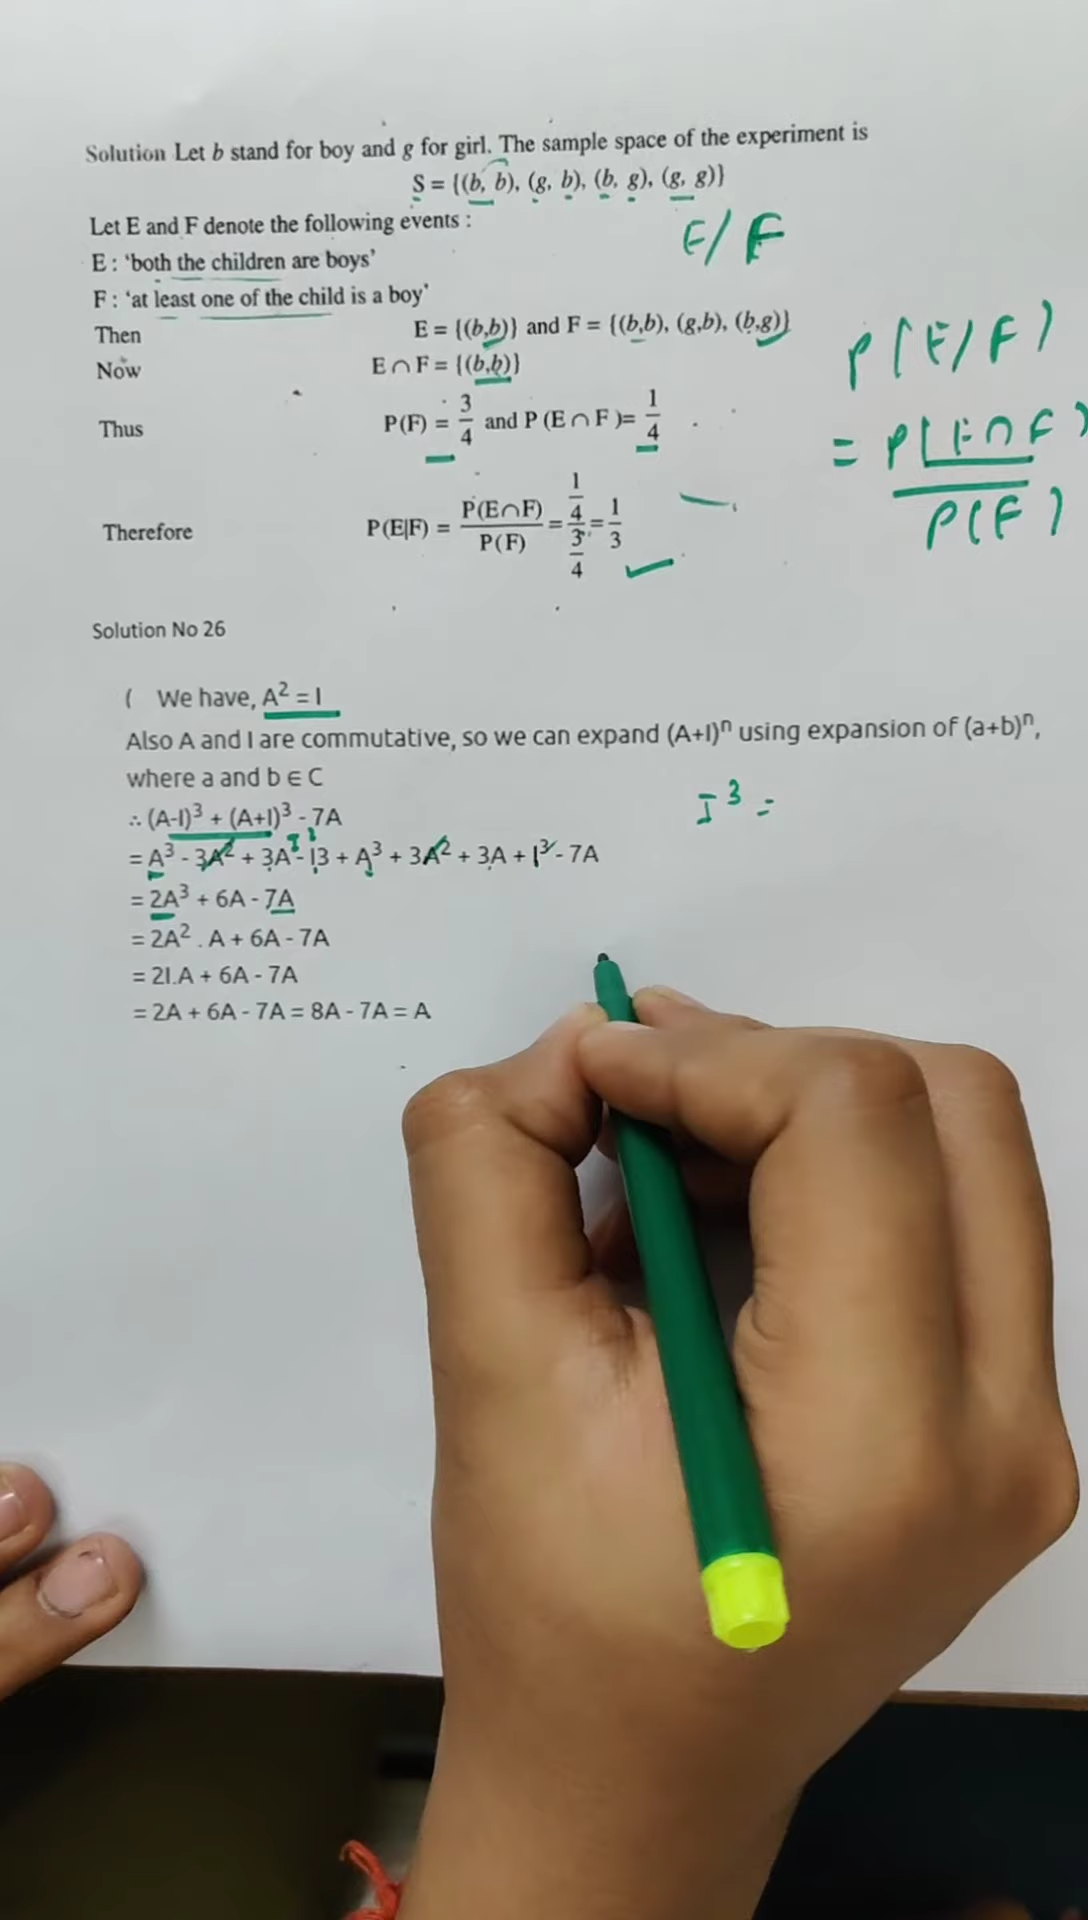 Solution Let b stand for boy and g for girl. The sample space of the experiment is
S = {(b, b), (g, b), (b, g), (g, g)}
Let E and F denote the following events :
E/F
E : ‘both the children are boys’
F : ‘at least one of the child is a boy’
Then E = {(b,b)} and F = {(b,b), (g,b), (b,g)}
P(E/F)
Now E ∩ F = {(b,b)}
Thus P(F) = 3/4 and P (E ∩ F )= 1/4
= P(E∩F)/P(F)
Therefore P(E|F) = P(E∩F)/P(F) = (1/4)/(3/4) = 1/3
Solution No 26
( We have, A² = I
Also A and I are commutative, so we can expand (A+I)ⁿ using expansion of (a+b)ⁿ,
where a and b ∈ C
∴ (A-I)³ + (A+I)³ - 7A
I³ =
= A³ - 3A² + 3A - I3 + A³ + 3A² + 3A + I³ - 7A
= 2A³ + 6A - 7A
= 2A² . A + 6A - 7A
= 2I.A + 6A - 7A
= 2A + 6A - 7A = 8A - 7A = A